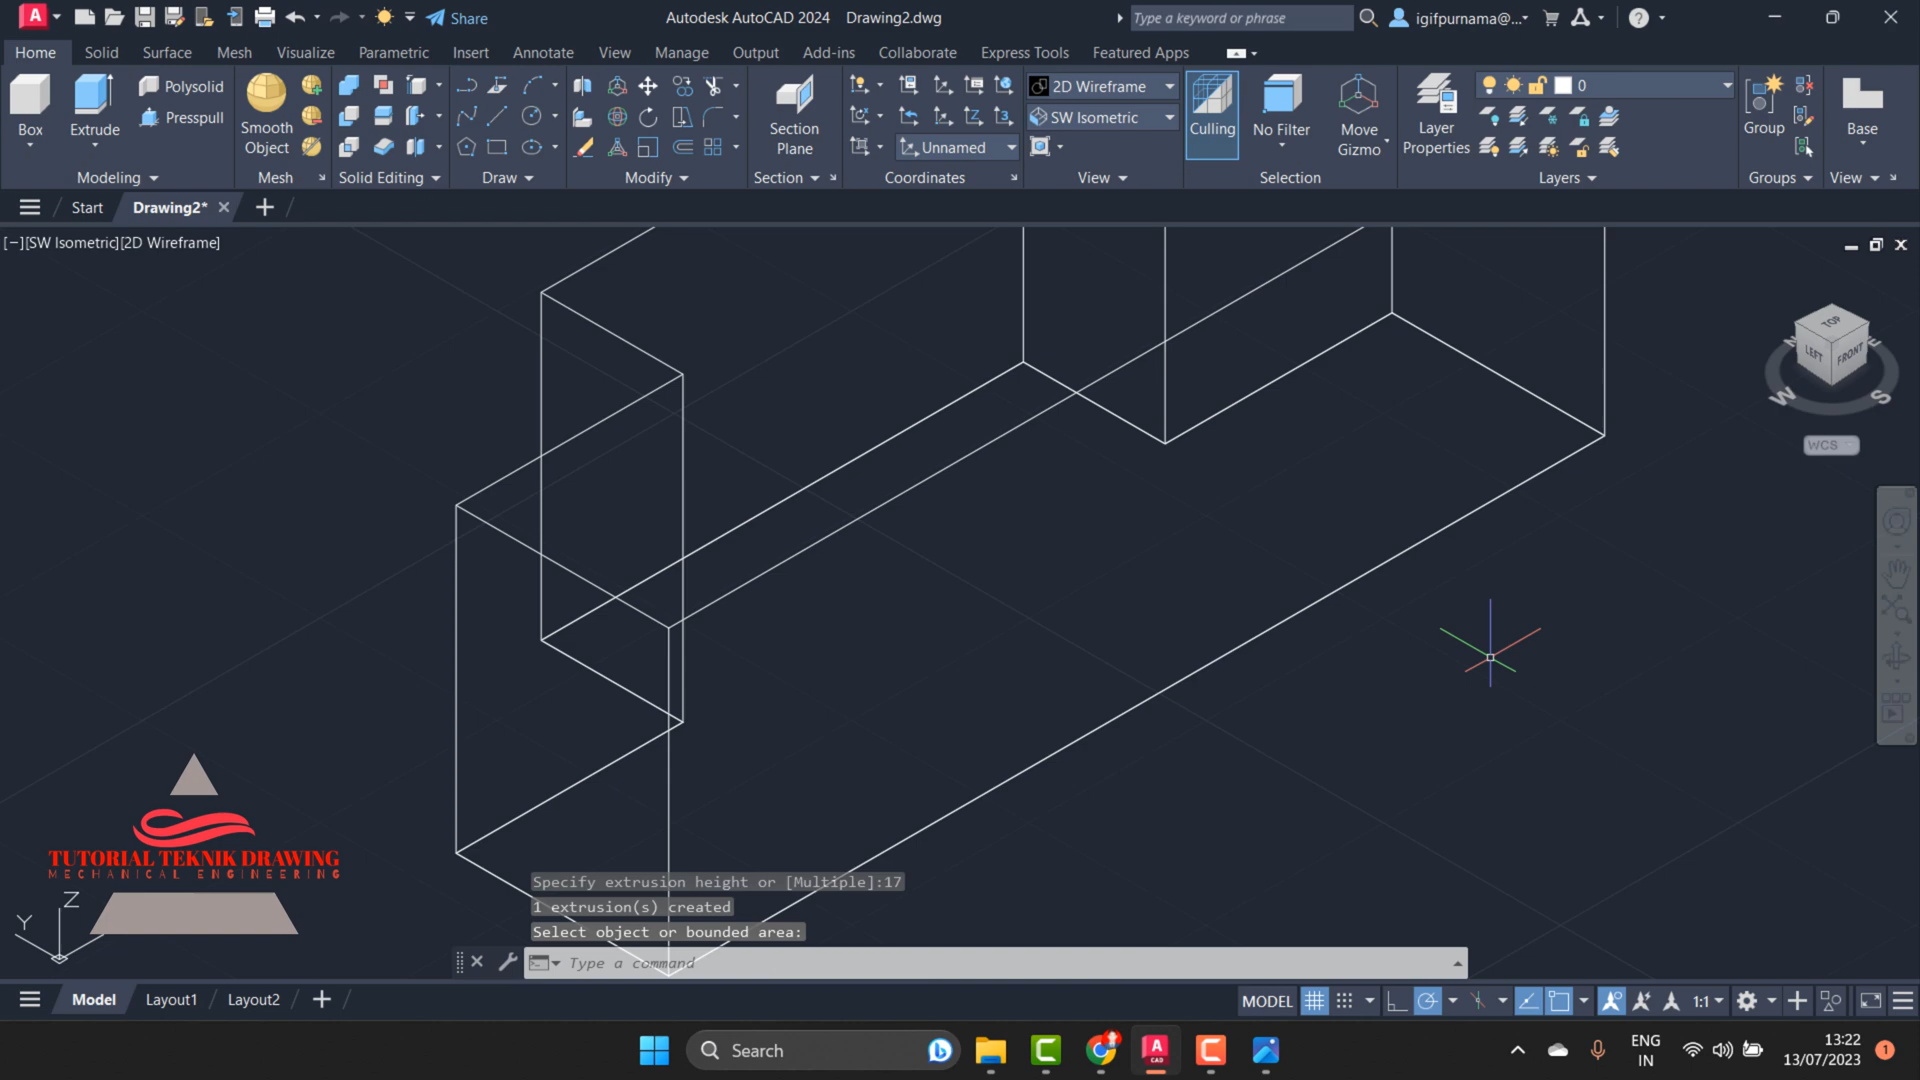 Share
Autodesk AutoCAD 2024 Drawing2.dwg
Type a keyword or phrase
igifpurnama@...
Home Solid Surface Mesh Visualize Parametric Insert Annotate View Manage Output Add-ins Collaborate Express Tools Featured Apps
Box
Extrude
Polysolid
Presspull
Smooth Object
Section Plane
Unnamed
2D Wireframe
SW Isometric
Culling
No Filter
Move Gizmo
Layer Properties
0
Group
Base
Modeling Mesh Solid Editing Draw Modify Section Coordinates View Selection Layers Groups View
Start Drawing2*
[−][SW Isometric][2D Wireframe]
TOP
LEFT FRONT
W S
WCS
TUTORIAL TEKNIK DRAWING
MECHANICAL ENGINEERING
Z
Y
Specify extrusion height or [Multiple]:17
1 extrusion(s) created
Select object or bounded area:
Type a command
Model Layout1 Layout2
MODEL
1:1
Search
A CAD
ENG
IN
13:22
13/07/2023
1